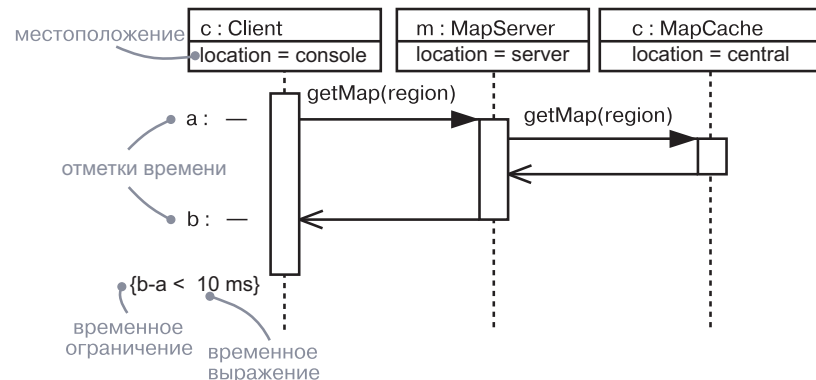 c : Client
m : MapServer
c : MapCache
местоположение
location = console
location = server
location = central
getMap(region)
getMap(region)
a : —
отметки времени
b : —
{b-a < 10 ms}
временное
ограничение
временное
выражение